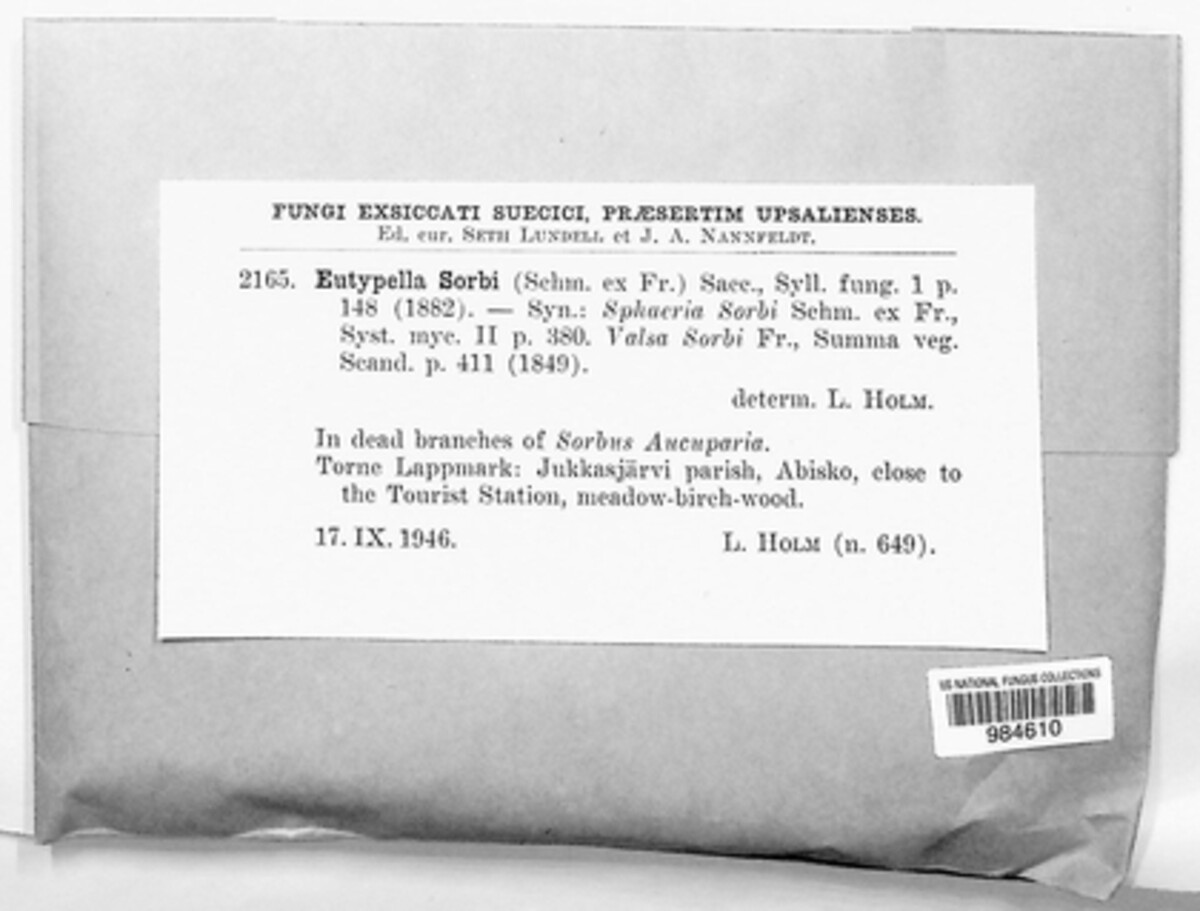 FUNGI EXSICCATI SUECICI, PRÆSERTIM UPSALIENSES.
Ed. cur. SETH LUNDELL et J. A. NANNFELDT.
2165. Eutypella Sorbi (Schm. ex Fr.) Sacc., Syll. fung. 1 p.
148 (1882). — Syn.: Sphaeria Sorbi Schm. ex Fr.,
Syst. myc. II p. 380. Valsa Sorbi Fr., Summa veg.
Scand. p. 411 (1849).
determ. L. HOLM.
In dead branches of Sorbus Aucuparia.
Torne Lappmark: Jukkasjärvi parish, Abisko, close to
the Tourist Station, meadow-birch-wood.
17. IX. 1946. L. HOLM (n. 649).
US NATIONAL FUNGUS COLLECTIONS
984610